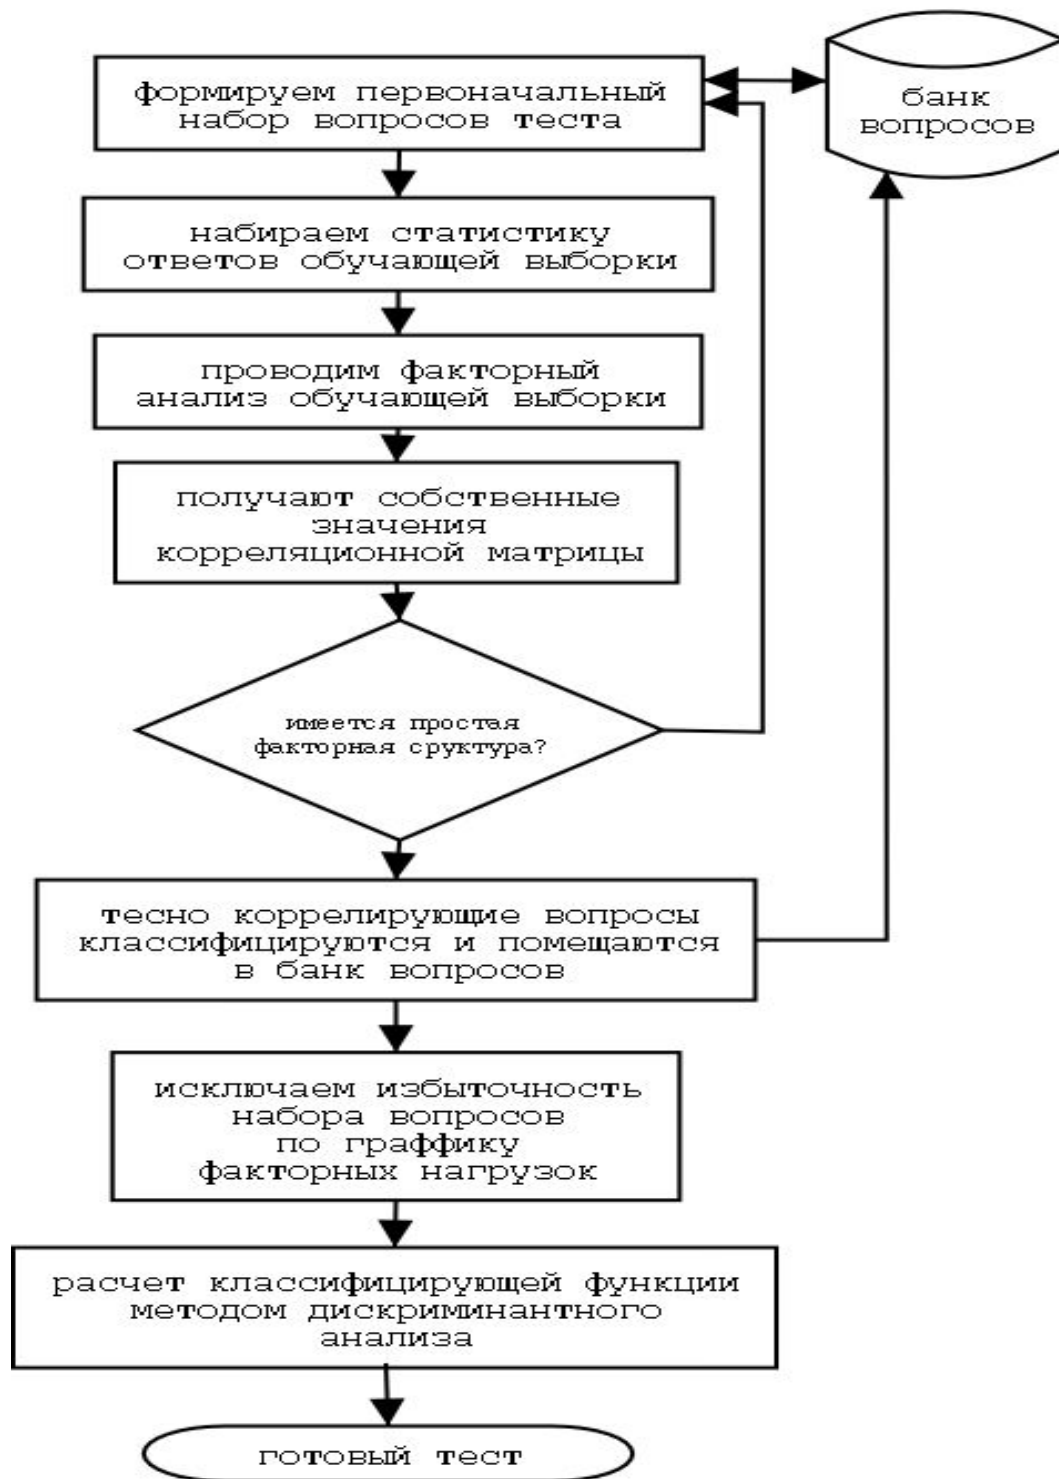 формируем первоначальный
набор вопросов теста
банк
вопросов
набираем статистику
ответов обучающей выборки
проводим факторный
анализ обучающей выборки
получают собственные
значения
корреляционной матрицы
имеется простая
факторная сруктура?
тесно коррелирующие вопросы
классифицируются и помещаются
в банк вопросов
исключаем избыточность
набора вопросов
по граффику
факторных нагрузок
расчет классифицирующей функции
методом дискриминантного
анализа
готовый тест